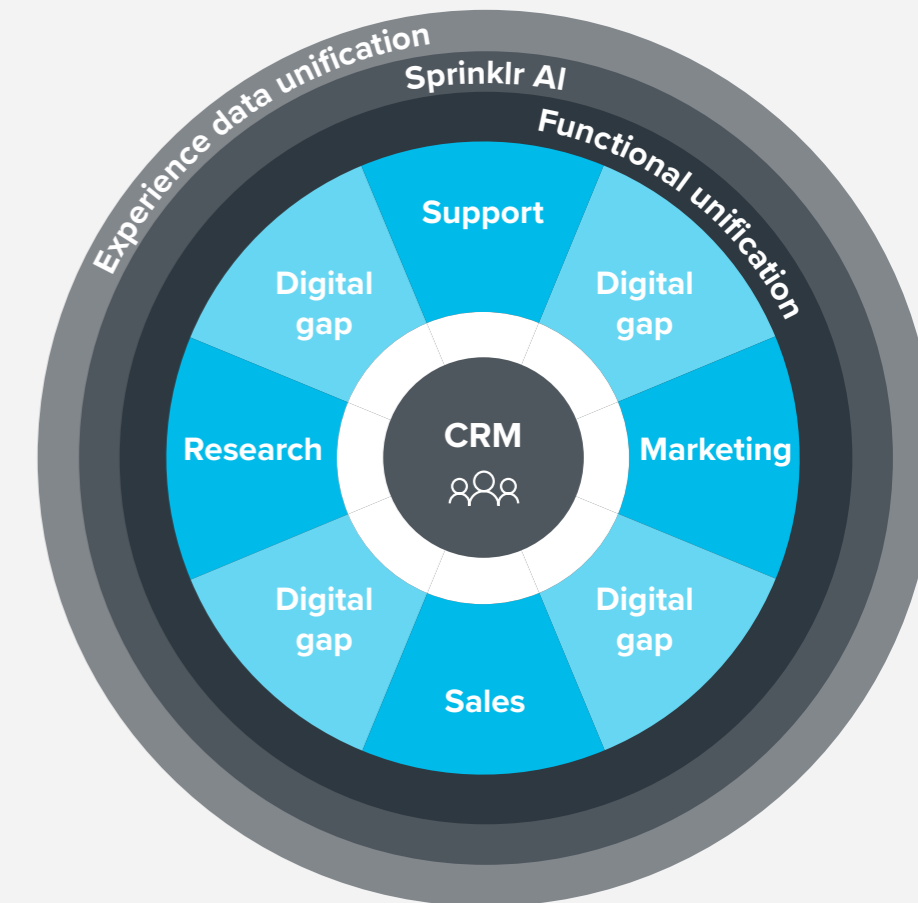 Experience data unification
Sprinklr AI
Functional unification
Support
Digital
gap
Digital
gap
Research
CRM
Marketing
Digital
gap
Digital
gap
Sales